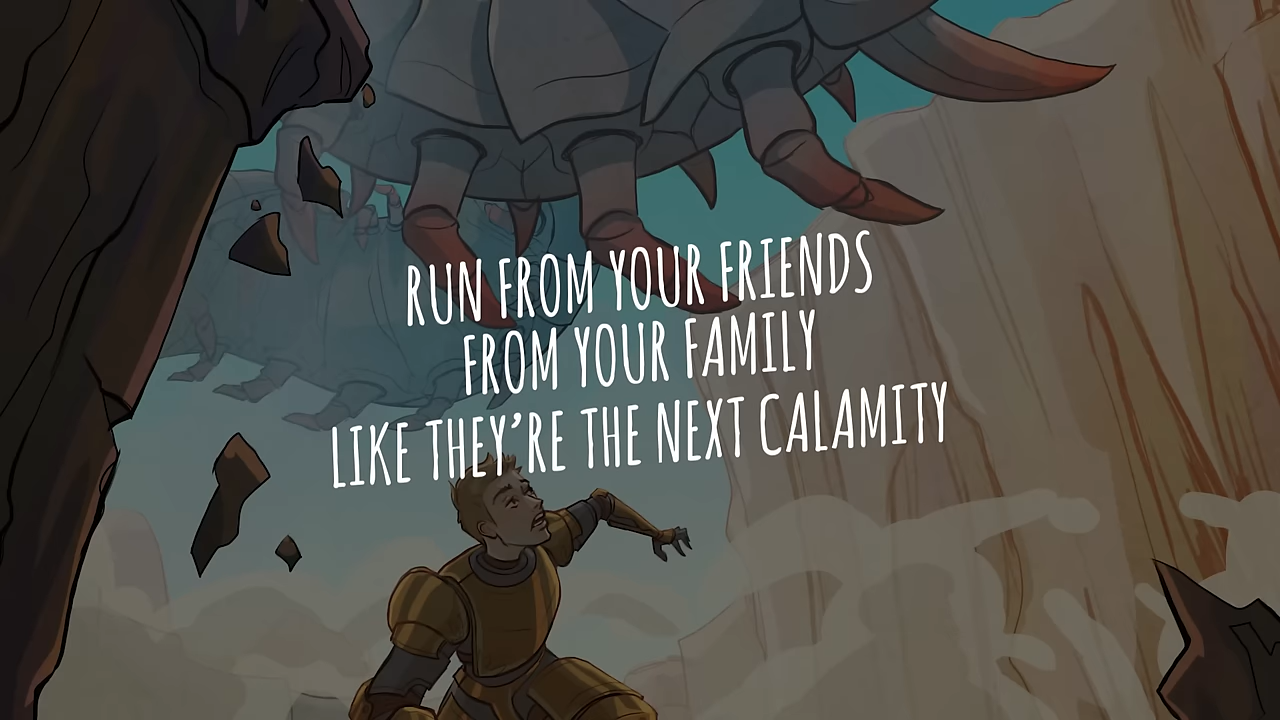 RUN FROM YOUR FRIENDS
FROM YOUR FAMILY
LIKE THEY’RE THE NEXT CALAMITY